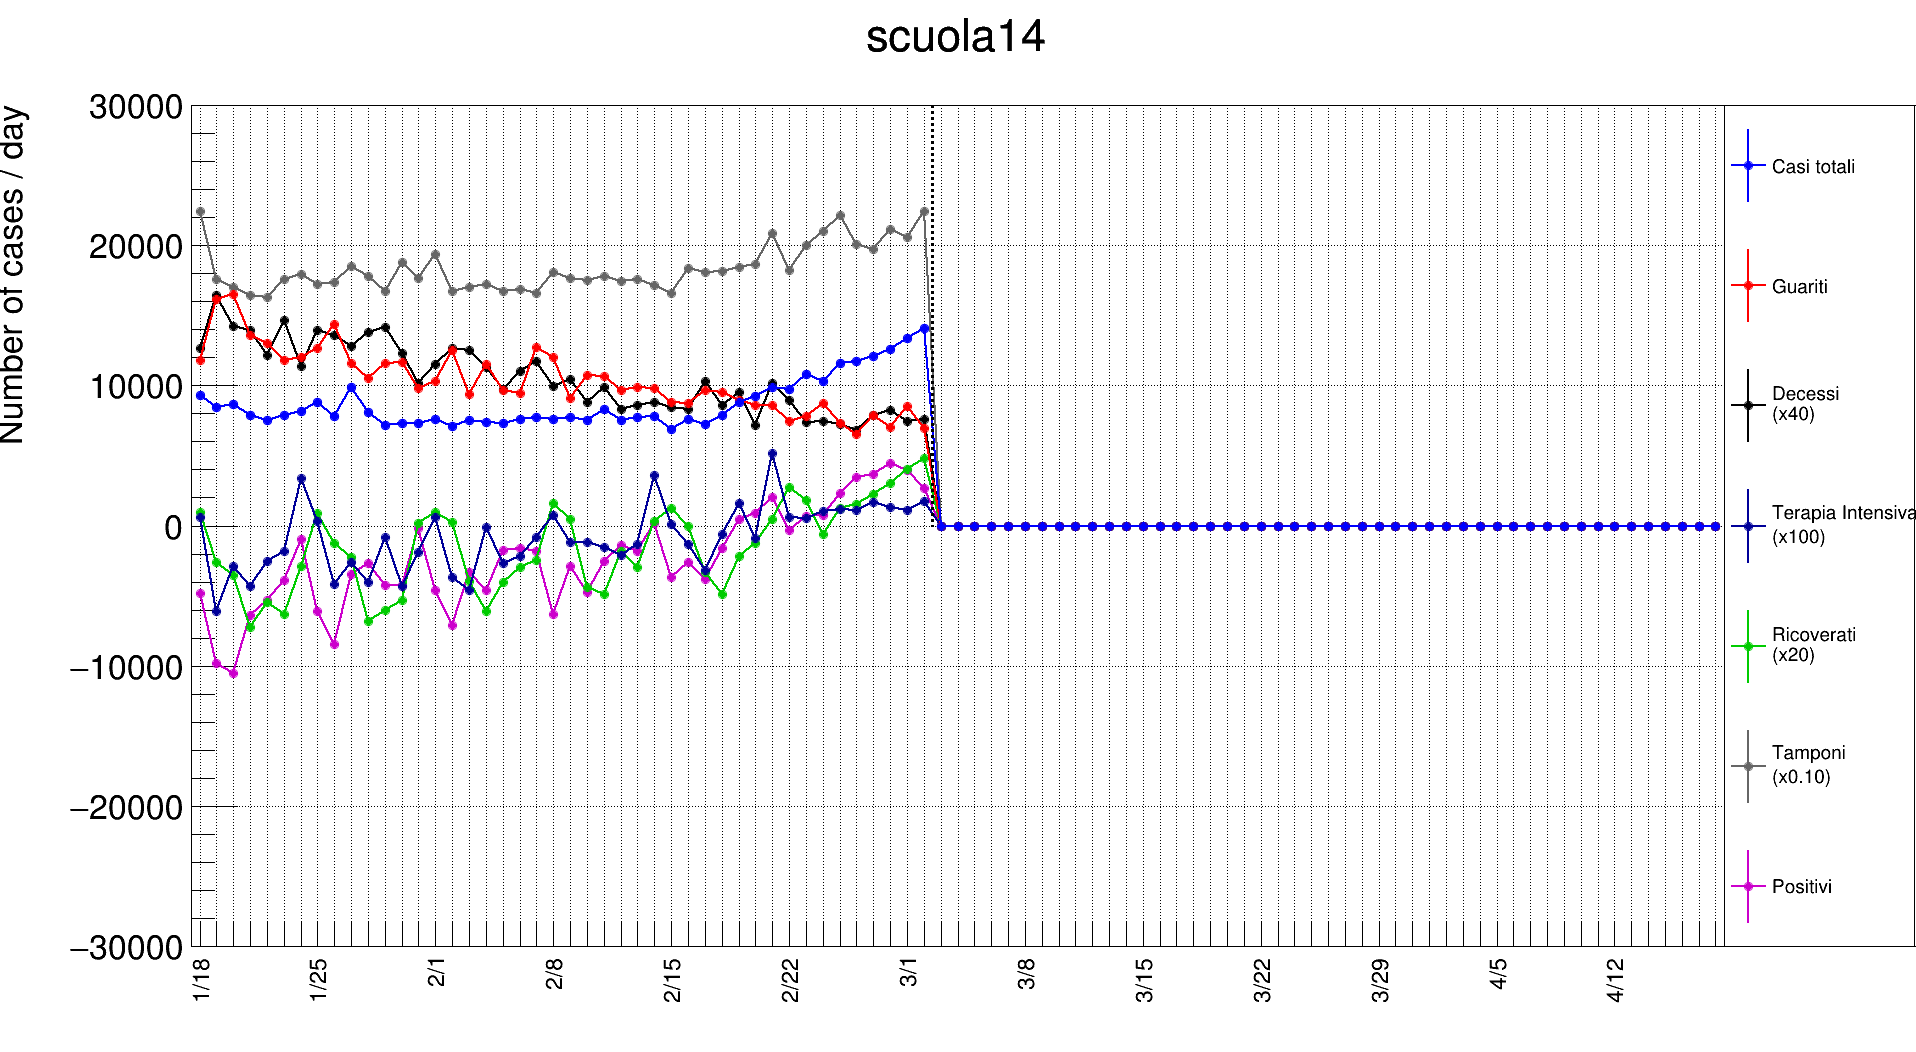 scuola14
Number of cases / day
30000
20000
10000
0
−10000
−20000
−30000
1/18
1/25
2/1
2/8
2/15
2/22
3/1
3/8
3/15
3/22
3/29
4/5
4/12
Casi totali
Guariti
Decessi
(x40)
Terapia Intensiva
(x100)
Ricoverati
(x20)
Tamponi
(x0.10)
Positivi